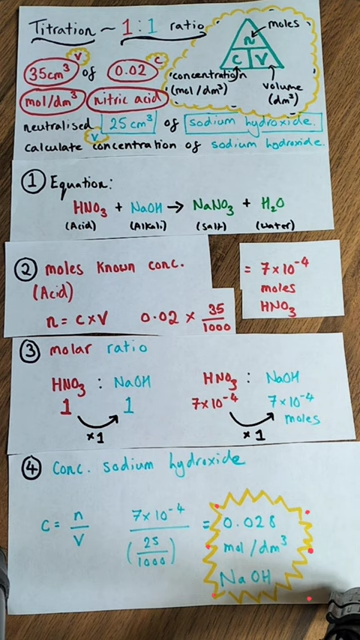 Titration ~ 1:1 ratio
n
C V
moles
concentration
(mol/dm³)
volume
(dm³)
V C
35cm³ of 0.02
mol/dm³ nitric acid
neutralised 25cm³ of sodium hydroxide.
V
Calculate concentration of sodium hydroxide.
① Equation:
HNO₃ + NaOH → NaNO₃ + H₂O
(Acid) (Alkali) (Salt) (Water)
② moles known conc.
(Acid)
n = c×v 0.02 × 35/1000
= 7×10⁻⁴
moles
HNO₃
③ molar ratio
HNO₃ : NaOH HNO₃ : NaOH
1 1 7×10⁻⁴ 7×10⁻⁴
moles
×1 ×1
④ Conc. sodium hydroxide
C = n/v 7×10⁻⁴/(25/1000) = 0.028
mol/dm³
NaOH